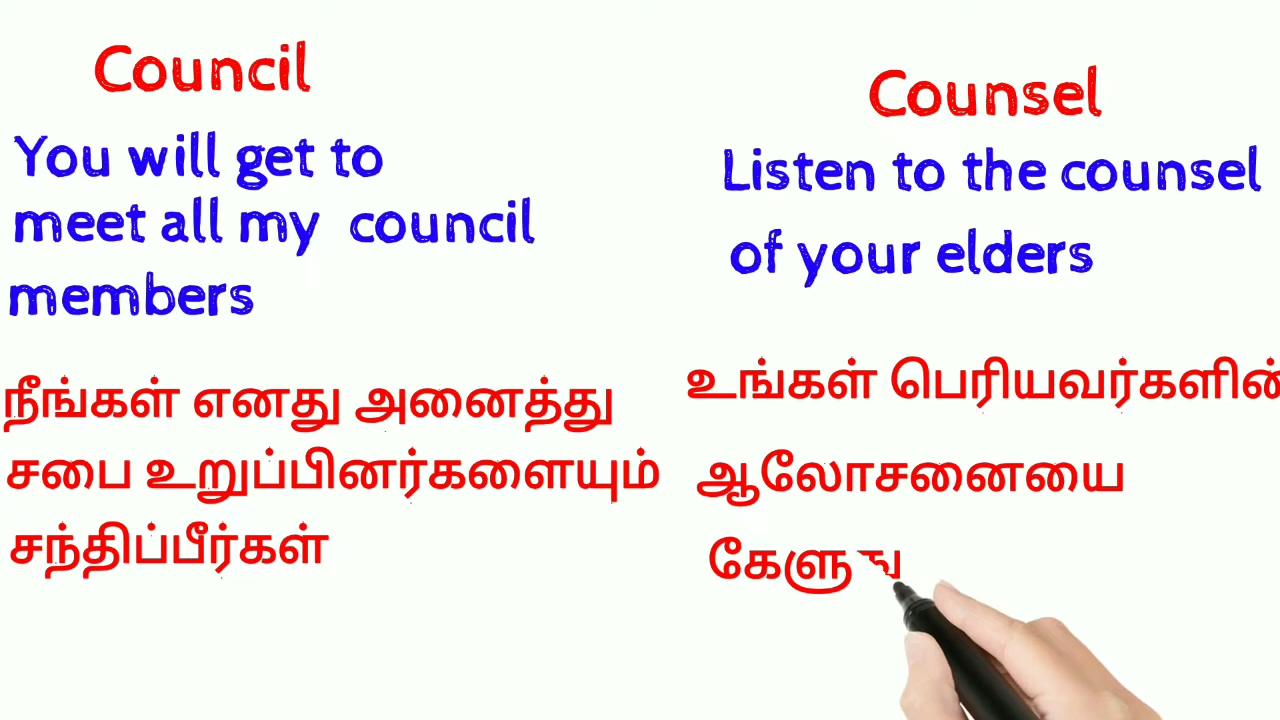 Council
You will get to
meet all my council
members
நீங்கள் எனது அனைத்து
சபை உறுப்பினர்களையும்
சந்திப்பீர்கள்
Counsel
Listen to the counsel
of your elders
உங்கள் பெரியவர்களின்
ஆலோசனையை